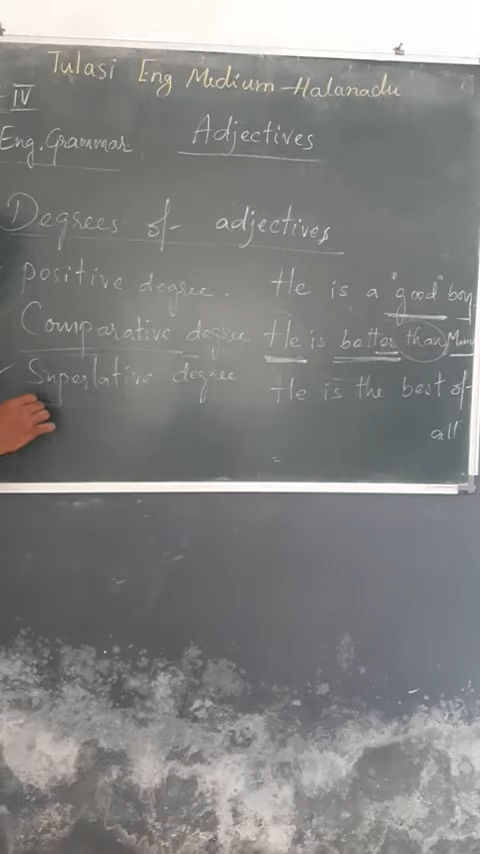 Tulasi Eng Medium - Halanadu
IV
Eng. Grammar Adjectives
Degrees of adjectives
positive degree. He is a "good" boy
Comparative degree He is better than
Superlative degree He is the best of
all